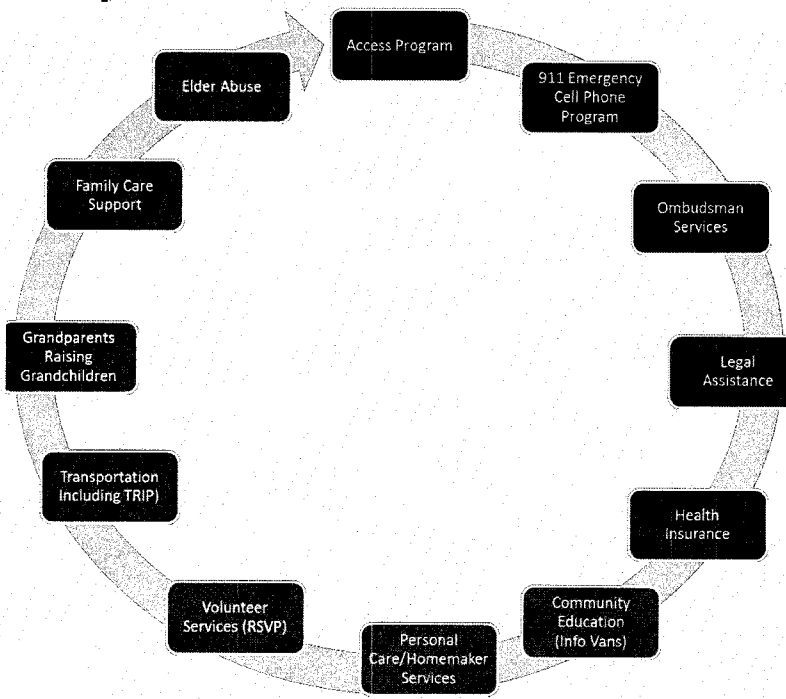 Access Program
911 Emergency
Cell Phone
Program
Ombudsman
Services
Legal
Assistance
Health
Insurance
Community
Education
(Info Vans)
Personal
Care/Homemaker
Services
Volunteer
Services (RSVP)
Transportation
Including TRIP)
Grandparents
Raising
Grandchildren
Family Care
Support
Elder Abuse